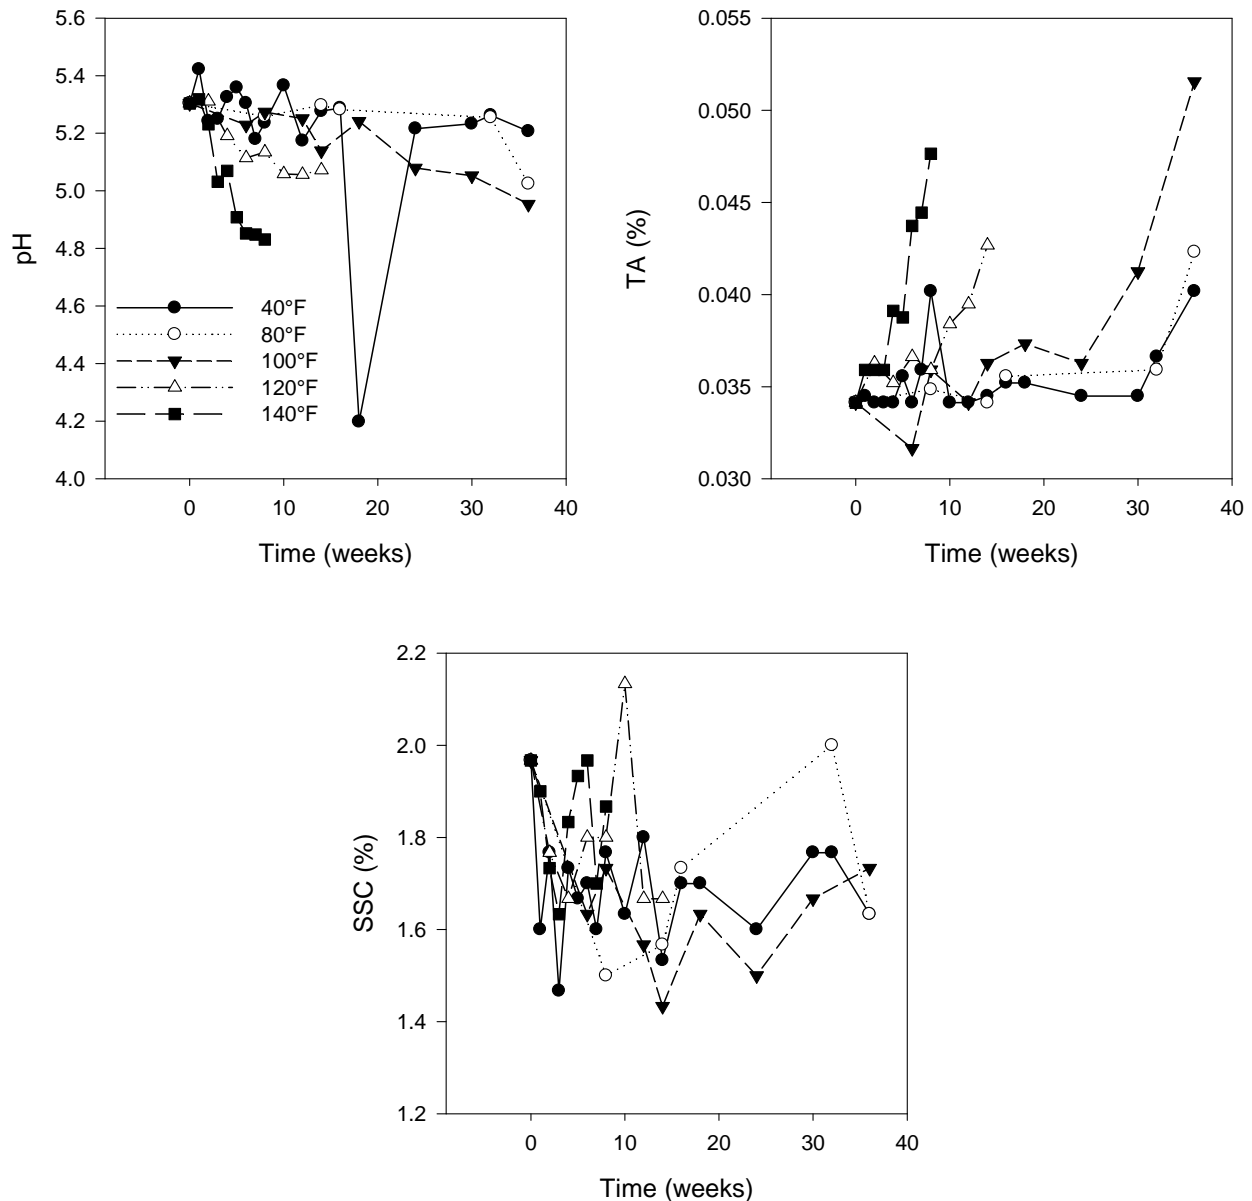 5.6
5.4
5.2
5.0
4.8
4.6
4.4
4.2
4.0
pH
40°F
80°F
100°F
120°F
140°F
0 10 20 30 40
Time (weeks)
0.055
0.050
0.045
0.040
0.035
0.030
TA (%)
0 10 20 30 40
Time (weeks)
2.2
2.0
1.8
1.6
1.4
1.2
SSC (%)
0 10 20 30 40
Time (weeks)